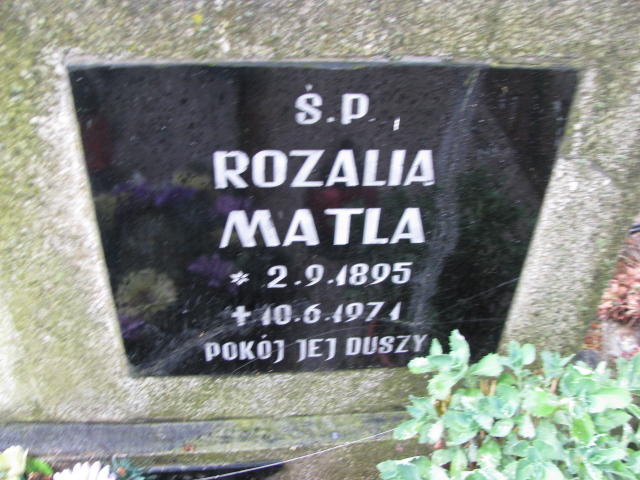 Ś.P.
ROZALIA
MATLA
* 2.9.1895
✝ 10.6.1971
POKÓJ JEJ DUSZY